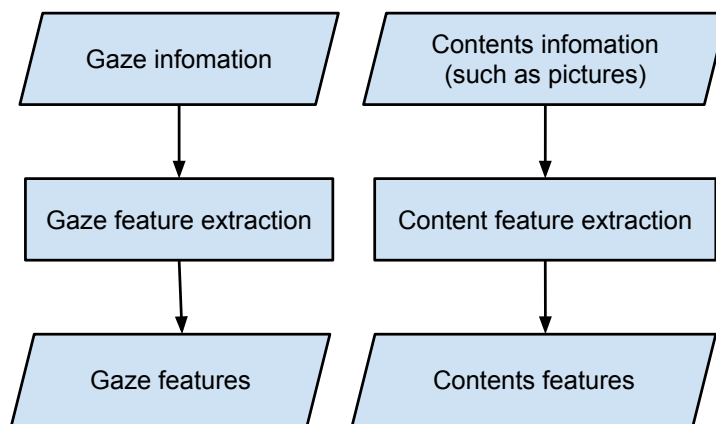 Gaze infomation
Contents infomation
(such as pictures)
Gaze feature extraction
Content feature extraction
Gaze features
Contents features